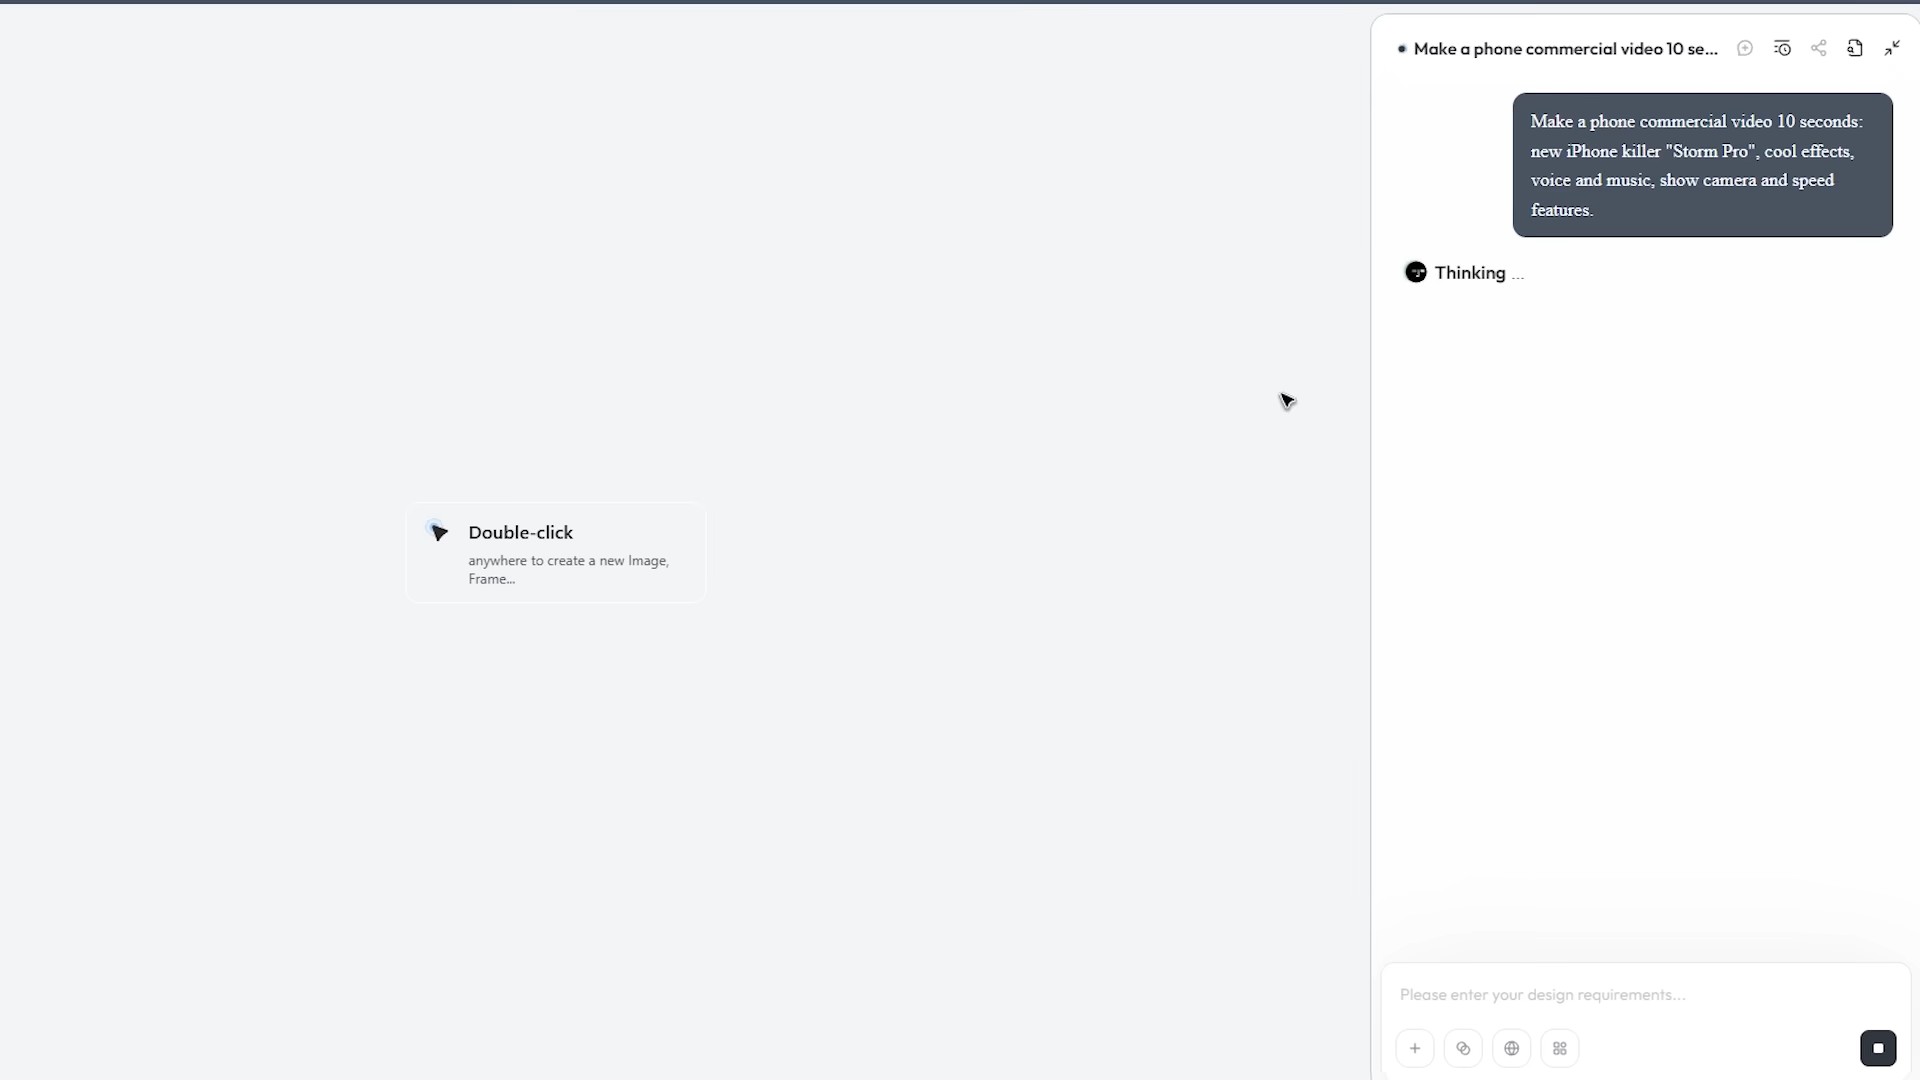 Make a phone commercial video 10 se...
Make a phone commercial video 10 seconds:
new iPhone killer "Storm Pro", cool effects,
voice and music, show camera and speed
features.
Thinking ...
Double-click
anywhere to create a new Image,
Frame...
Please enter your design requirements...